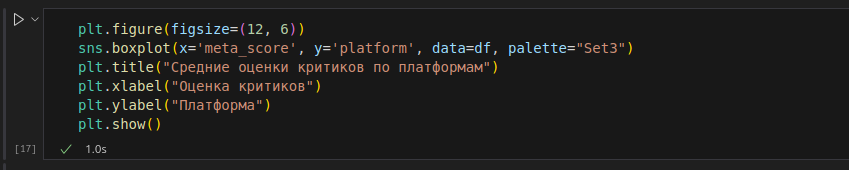 plt.figure(figsize=(12, 6))
sns.boxplot(x='meta_score', y='platform', data=df, palette="Set3")
plt.title("Средние оценки критиков по платформам")
plt.xlabel("Оценка критиков")
plt.ylabel("Платформа")
plt.show()
[17] 1.0s